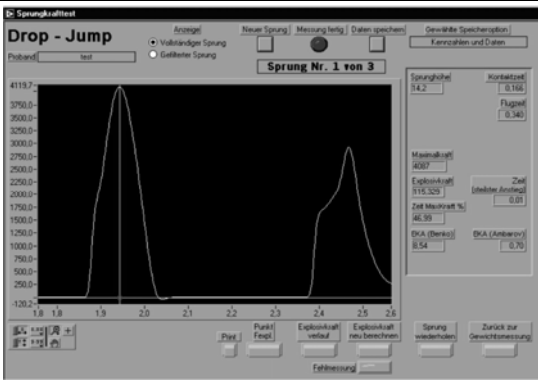 Sprungkrafttest
Drop - Jump
Proband: test
Anzeige
Vollständiger Sprung
Gefilterter Sprung
Neuer Sprung
Messung fertig
Daten speichern
Gewählte Speicheroption
Kennzahlen und Daten
Sprung Nr. 1 von 3
4119,7
3750,0
3500,0
3250,0
3000,0
2750,0
2500,0
2250,0
2000,0
1750,0
1500,0
1250,0
1000,0
750,0
500,0
250,0
-120,2
1,8 1,8 1,9 2,0 2,1 2,2 2,3 2,4 2,5 2,6
Sprunghöhe
14,2
Kontaktzeit
0,166
Flugzeit
0,340
Maximalkraft
4087
Explosivkraft
115,329
Zeit
(steilster Anstieg)
0,01
Zeit MaxKraft %
46,99
EKA (Benko)
8,54
EKA (Ambarov)
0,70
Print
Punkt
Fexpl.
Explosivkraft
verlauf
Explosivkraft
neu berechnen
Sprung
wiederholen
Zurück zur
Gewichtsmessung
Fehlmessung